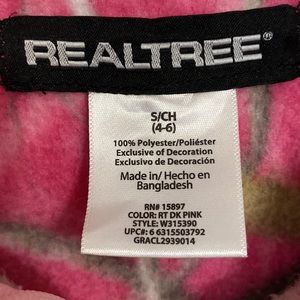 REALTREE®
S/CH
(4-6)
100% Polyester/Poliéster
Exclusive of Decoration
Exclusivo de Decoración
Made in/ Hecho en
Bangladesh
RN# 15897
COLOR: RT DK PINK
STYLE: W315390
UPC#: 6 6315503792
GRACL2939014